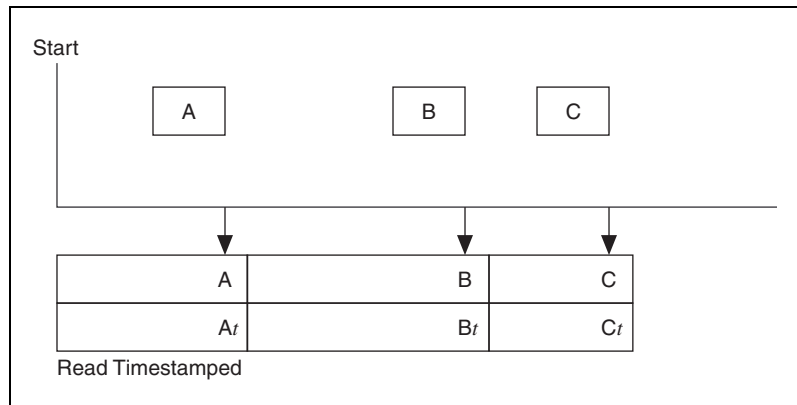 Start
A B C
A B C
At Bt Ct
Read Timestamped